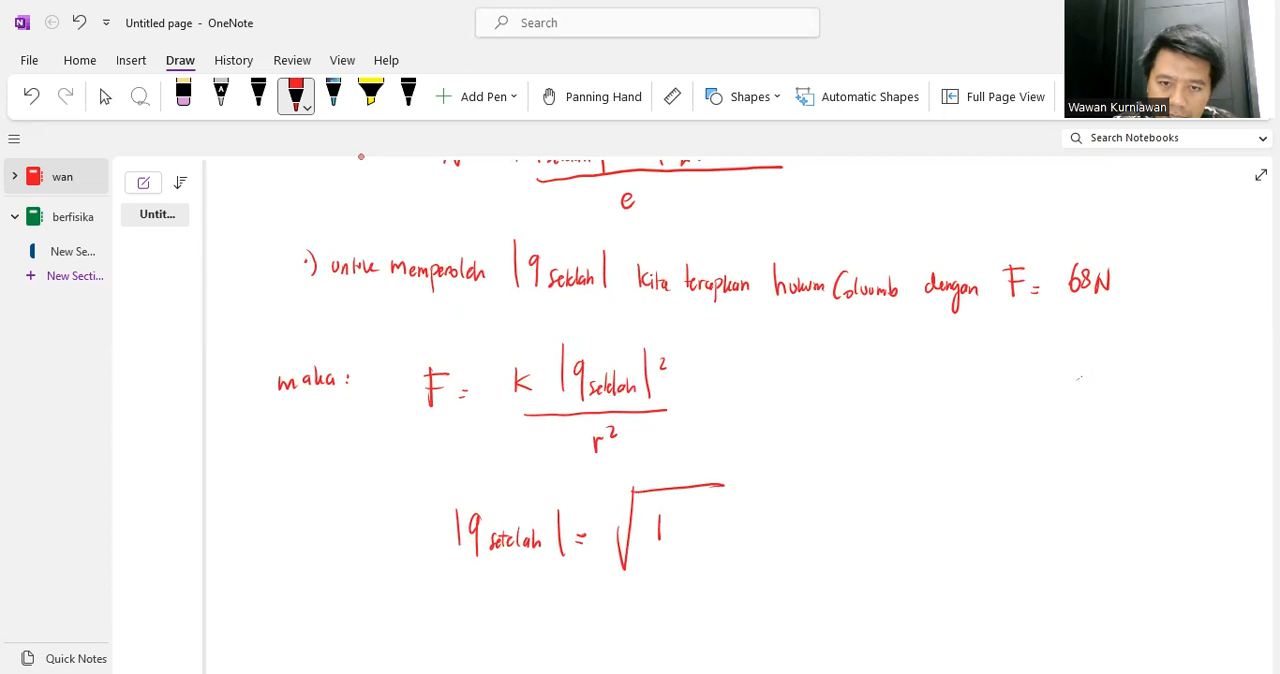 Untitled page - OneNote
Search
File Home Insert Draw History Review View Help
Add Pen Panning Hand Shapes Automatic Shapes Full Page View
Wawan Kurniawan
Search Notebooks
wan
berfisika
New Se...
New Secti...
Untit...
Quick Notes
e
·) untuk memperoleh |q setelah| kita terapkan hukum Coloumb dengan F = 68N
maka : F = K |q setelah|²
r²
|q setelah| = √ 1